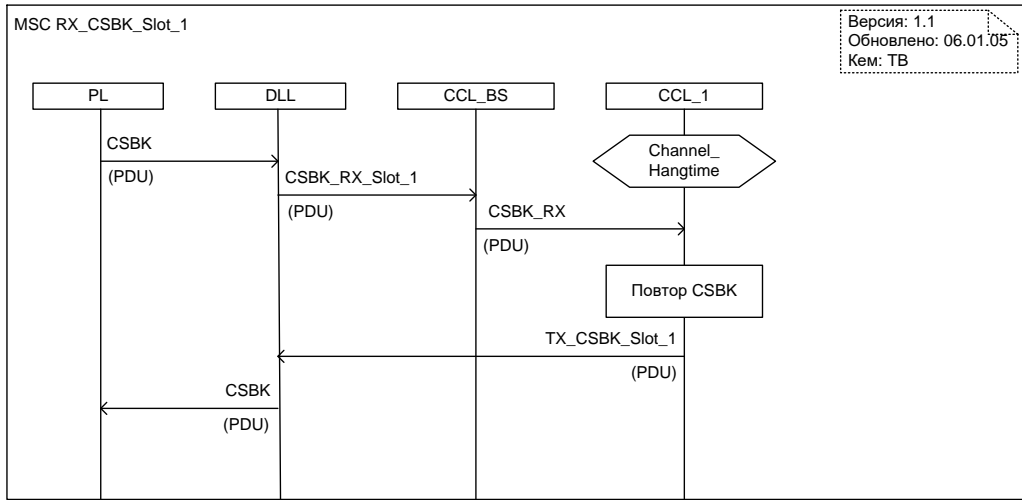 MSC RX_CSBK_Slot_1
Версия: 1.1
Обновлено: 06.01.05
Кем: ТВ
PL
DLL
CCL_BS
CCL_1
Channel_
Hangtime
CSBK
(PDU)
CSBK_RX_Slot_1
(PDU)
CSBK_RX
(PDU)
Повтор CSBK
TX_CSBK_Slot_1
(PDU)
CSBK
(PDU)